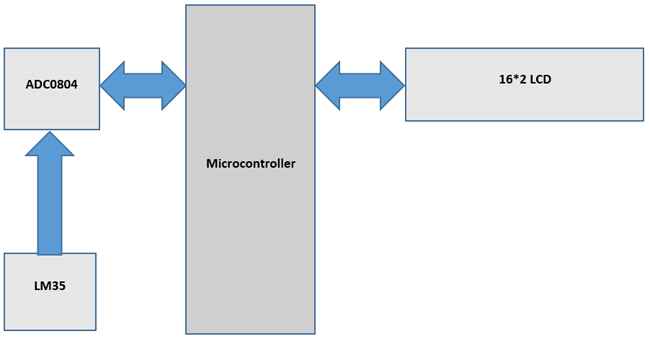 ADC0804
16*2 LCD
Microcontroller
LM35